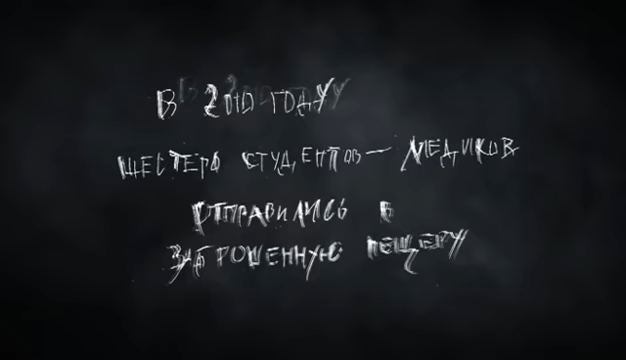 В 2010 ГОДУ
ШЕСТЕРО СТУДЕНТОВ — МЕДИКОВ
ОТПРАВИЛИСЬ В
ЗАБРОШЕННУЮ ПЕЩЕРУ